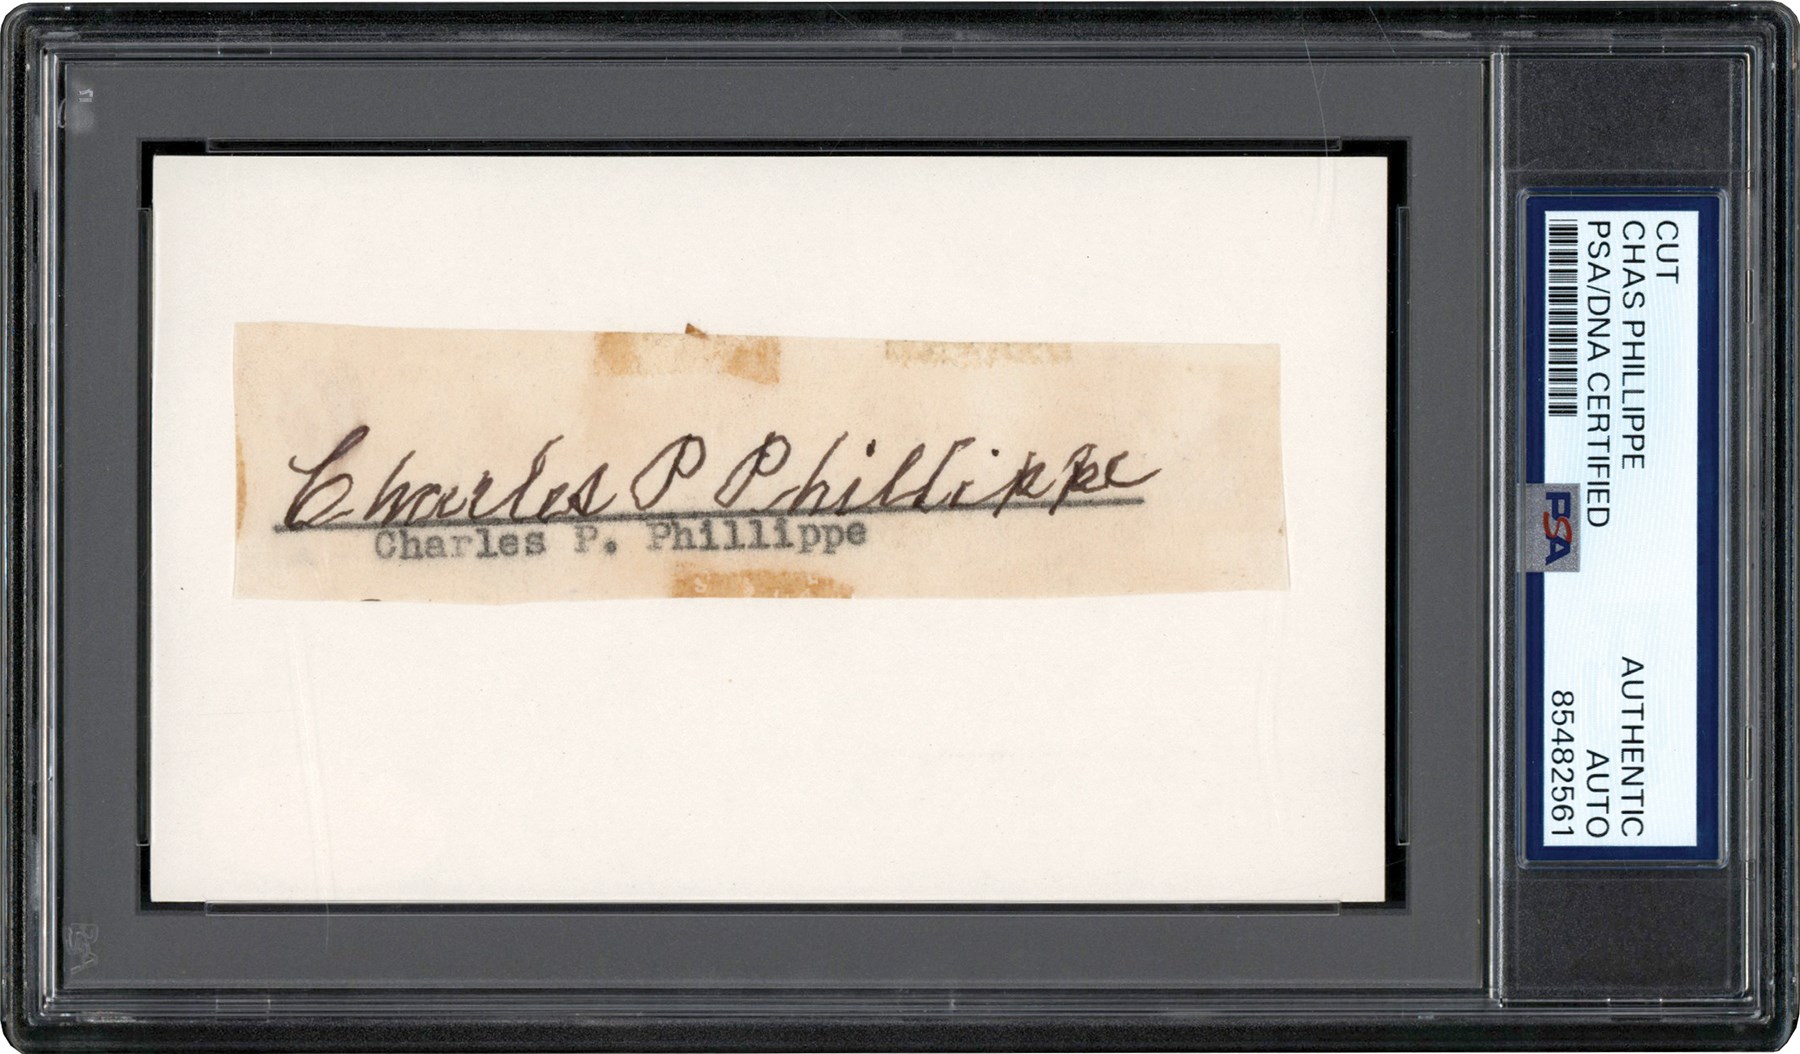 Charles P Phillippe
Charles P. Phillippe
CUT
CHAS PHILLIPPE
PSA/DNA CERTIFIED
AUTHENTIC
AUTO
85482561
PSA